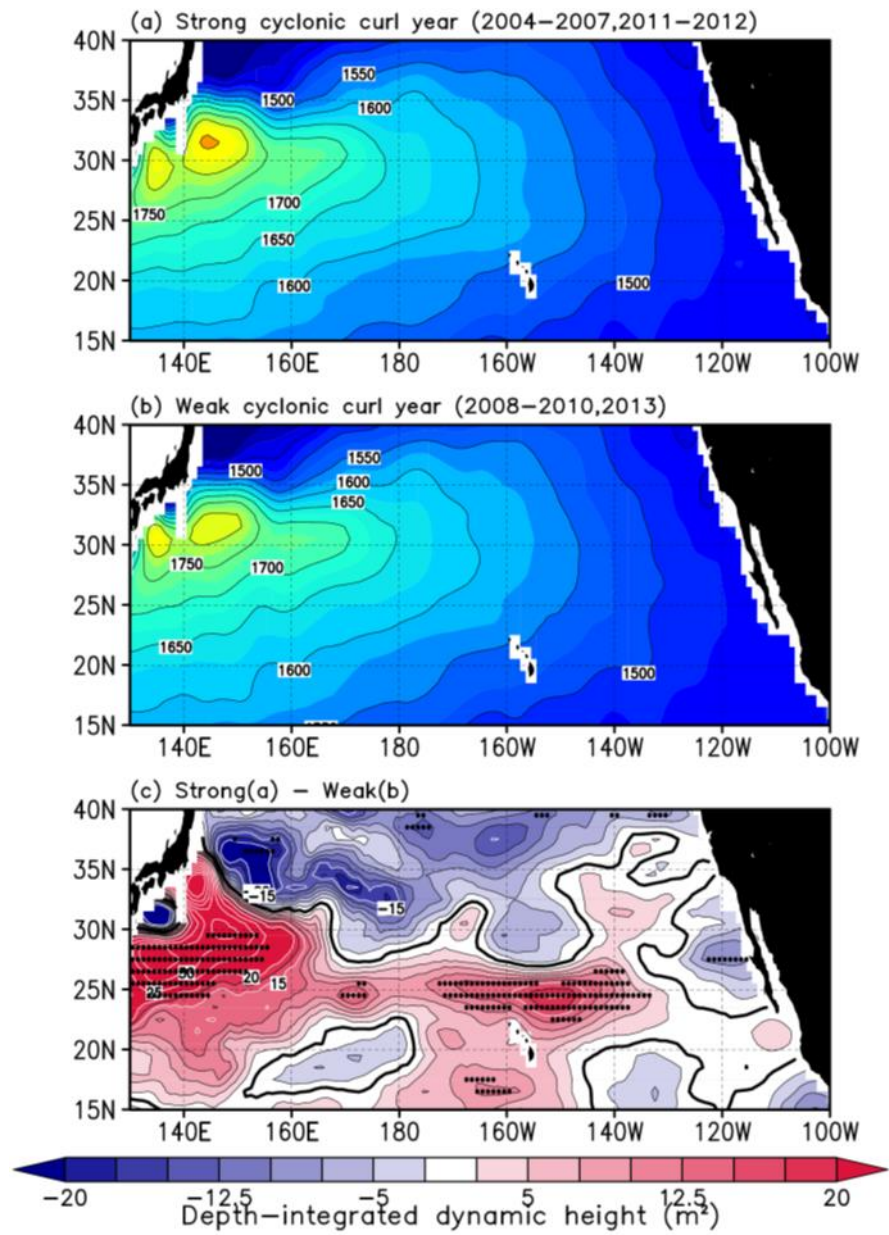 (a) Strong cyclonic curl year (2004−2007,2011−2012)
40N
1550
1500
35N
1600
30N
1750
1700
25N
1650
20N
1600
1500
15N
140E 160E 180 160W 140W 120W 100W
(b) Weak cyclonic curl year (2008−2010,2013)
40N
1550
1500
1600
35N
1650
30N
1750
1700
25N
1650
1600
20N
1500
15N
140E 160E 180 160W 140W 120W 100W
(c) Strong(a) − Weak(b)
40N
35N
−15
−15
30N
50 20 15
25N
25
20N
15N
140E 160E 180 160W 140W 120W 100W
−20 −12.5 −5 5 12.5 20
Depth−integrated dynamic height (m²)